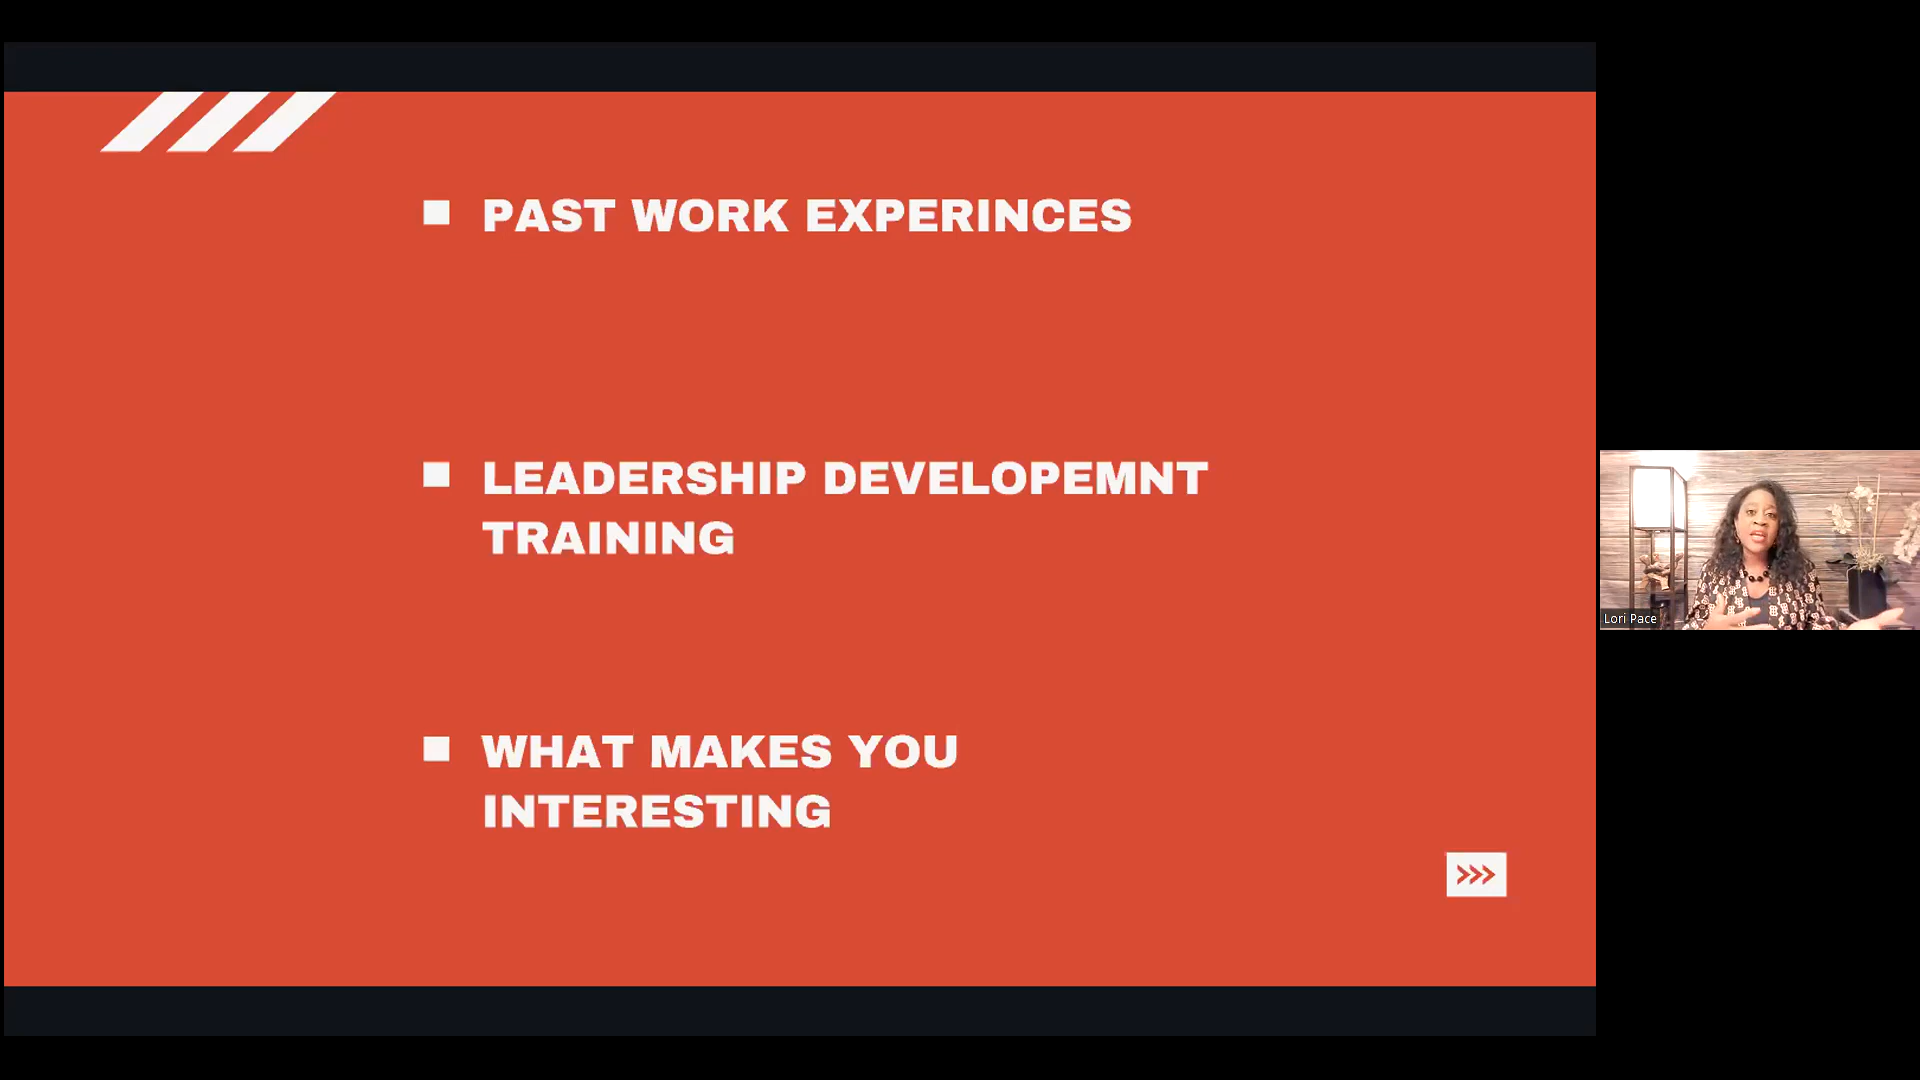 PAST WORK EXPERINCES
LEADERSHIP DEVELOPEMNT
TRAINING
WHAT MAKES YOU
INTERESTING
Lori Pace